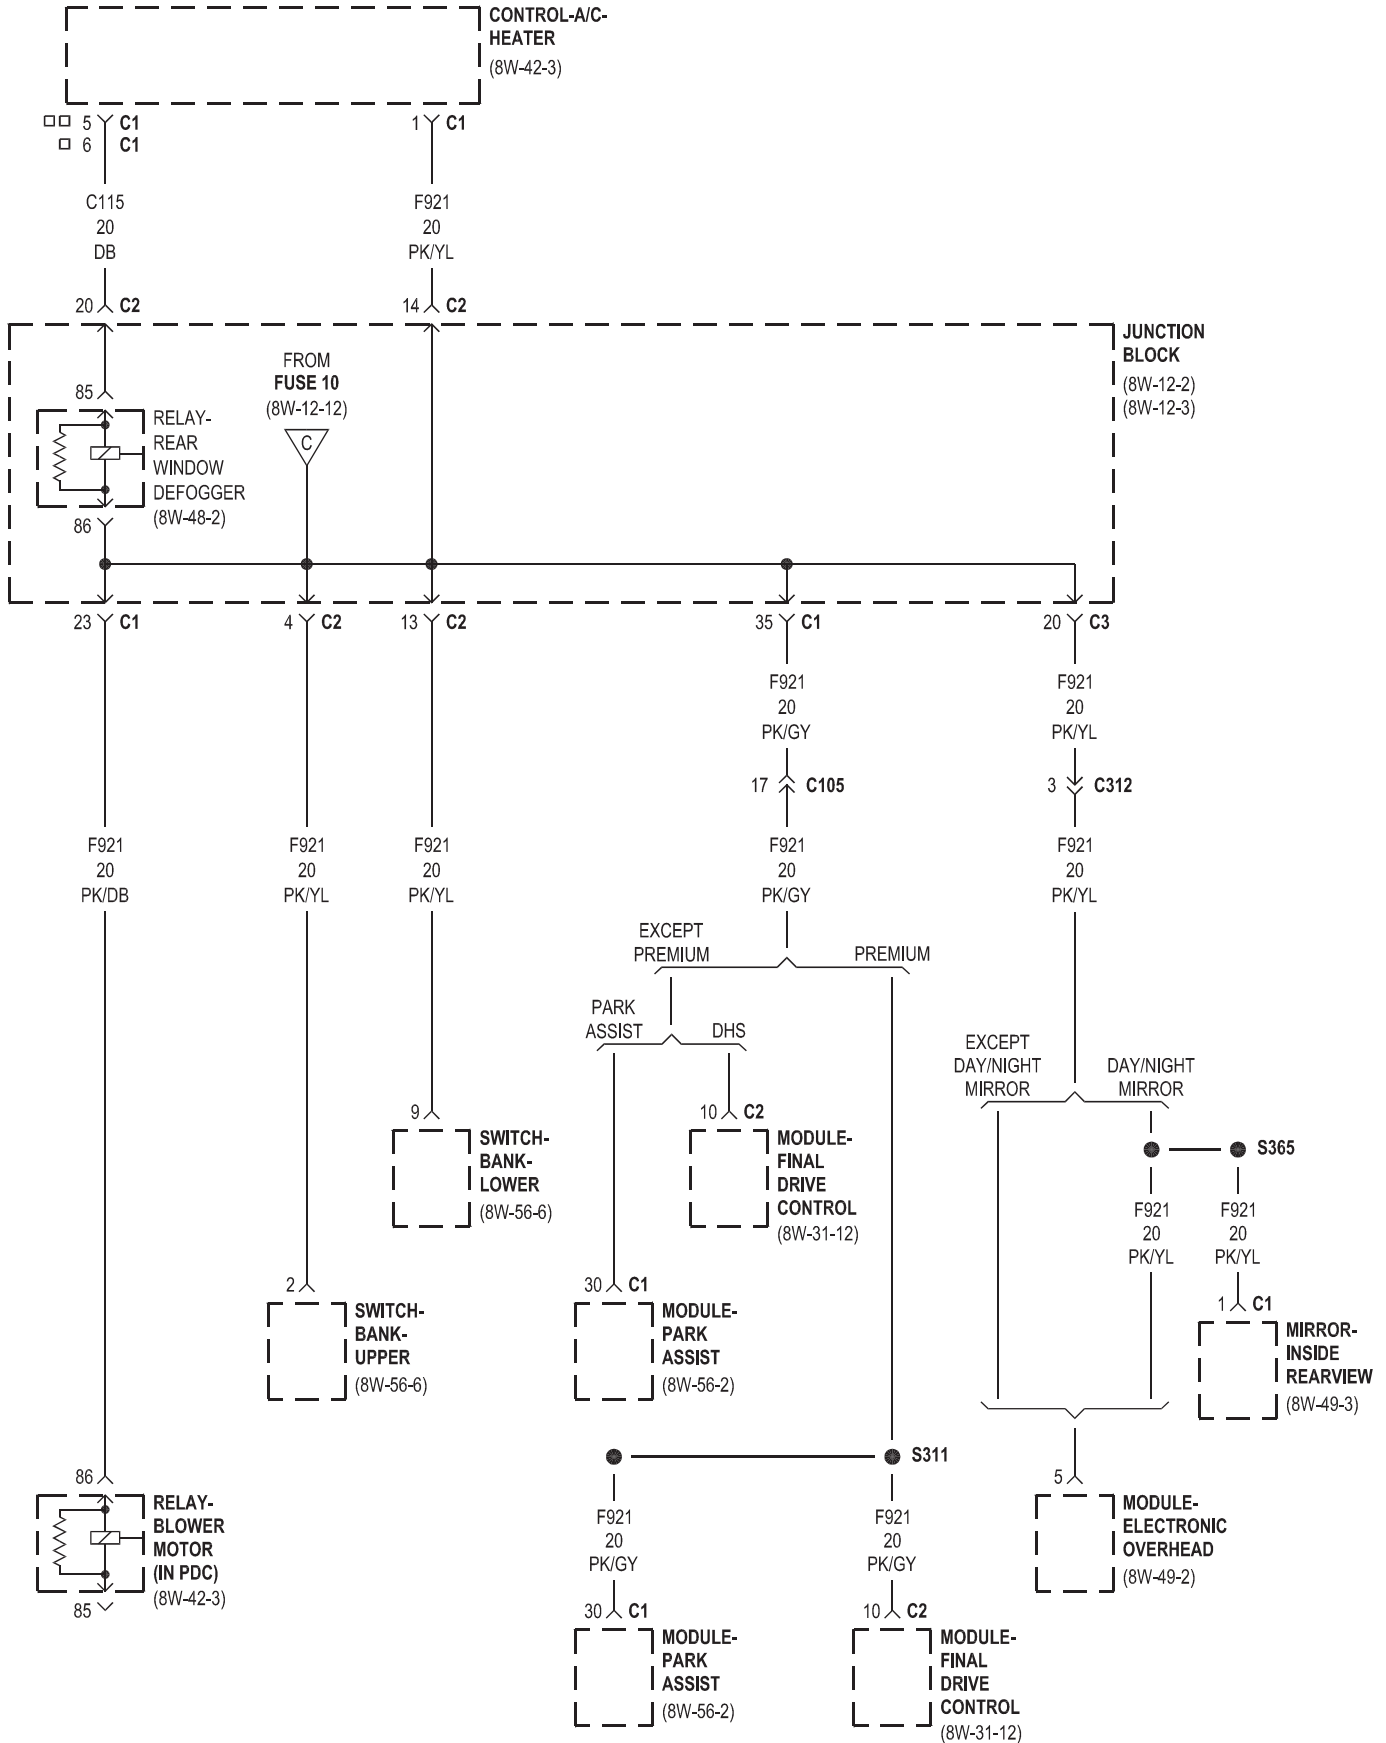 CONTROL-A/C-
HEATER
(8W-42-3)
5 C1
6 C1
1 C1
C115
20
DB
F921
20
PK/YL
20 C2
14 C2
JUNCTION
BLOCK
(8W-12-2)
(8W-12-3)
FROM
FUSE 10
(8W-12-12)
C
85
RELAY-
REAR
WINDOW
DEFOGGER
(8W-48-2)
86
23 C1
4 C2
13 C2
35 C1
20 C3
F921
20
PK/GY
F921
20
PK/YL
17 C105
3 C312
F921
20
PK/DB
F921
20
PK/YL
F921
20
PK/YL
F921
20
PK/GY
F921
20
PK/YL
EXCEPT
PREMIUM
PREMIUM
PARK
ASSIST
DHS
EXCEPT
DAY/NIGHT
MIRROR
DAY/NIGHT
MIRROR
9
SWITCH-
BANK-
LOWER
(8W-56-6)
10 C2
MODULE-
FINAL
DRIVE
CONTROL
(8W-31-12)
S365
F921
20
PK/YL
F921
20
PK/YL
2
SWITCH-
BANK-
UPPER
(8W-56-6)
30 C1
MODULE-
PARK
ASSIST
(8W-56-2)
1 C1
MIRROR-
INSIDE
REARVIEW
(8W-49-3)
S311
86
RELAY-
BLOWER
MOTOR
(IN PDC)
(8W-42-3)
85
F921
20
PK/GY
F921
20
PK/GY
5
MODULE-
ELECTRONIC
OVERHEAD
(8W-49-2)
30 C1
MODULE-
PARK
ASSIST
(8W-56-2)
10 C2
MODULE-
FINAL
DRIVE
CONTROL
(8W-31-12)